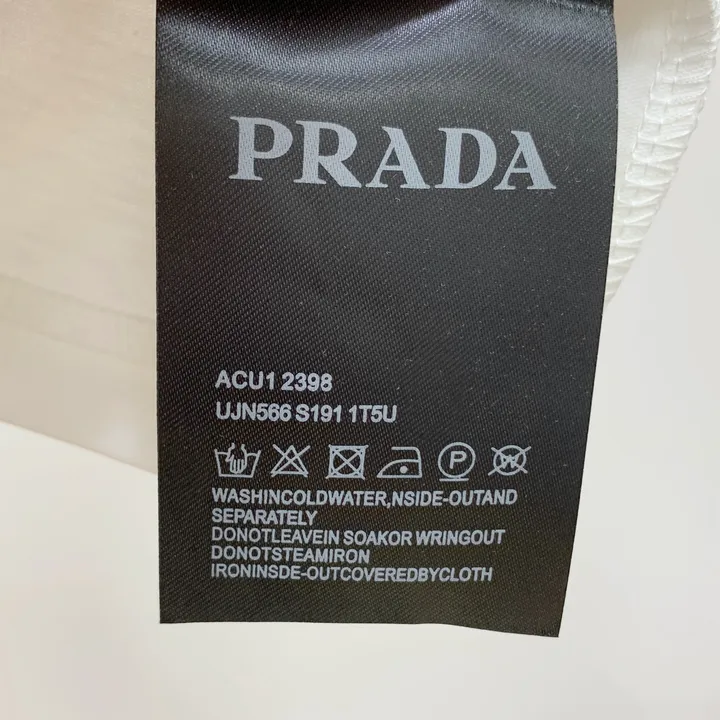 PRADA
ACU1 2398
UJN566 S191 1T5U
P
W
WASHINCOLDWATER,NSIDE-OUTAND
SEPARATELY
DONOTLEAVEIN SOAKOR WRINGOUT
DONOTSTEAMIRON
IRONINSDE-OUTCOVEREDBYCLOTH